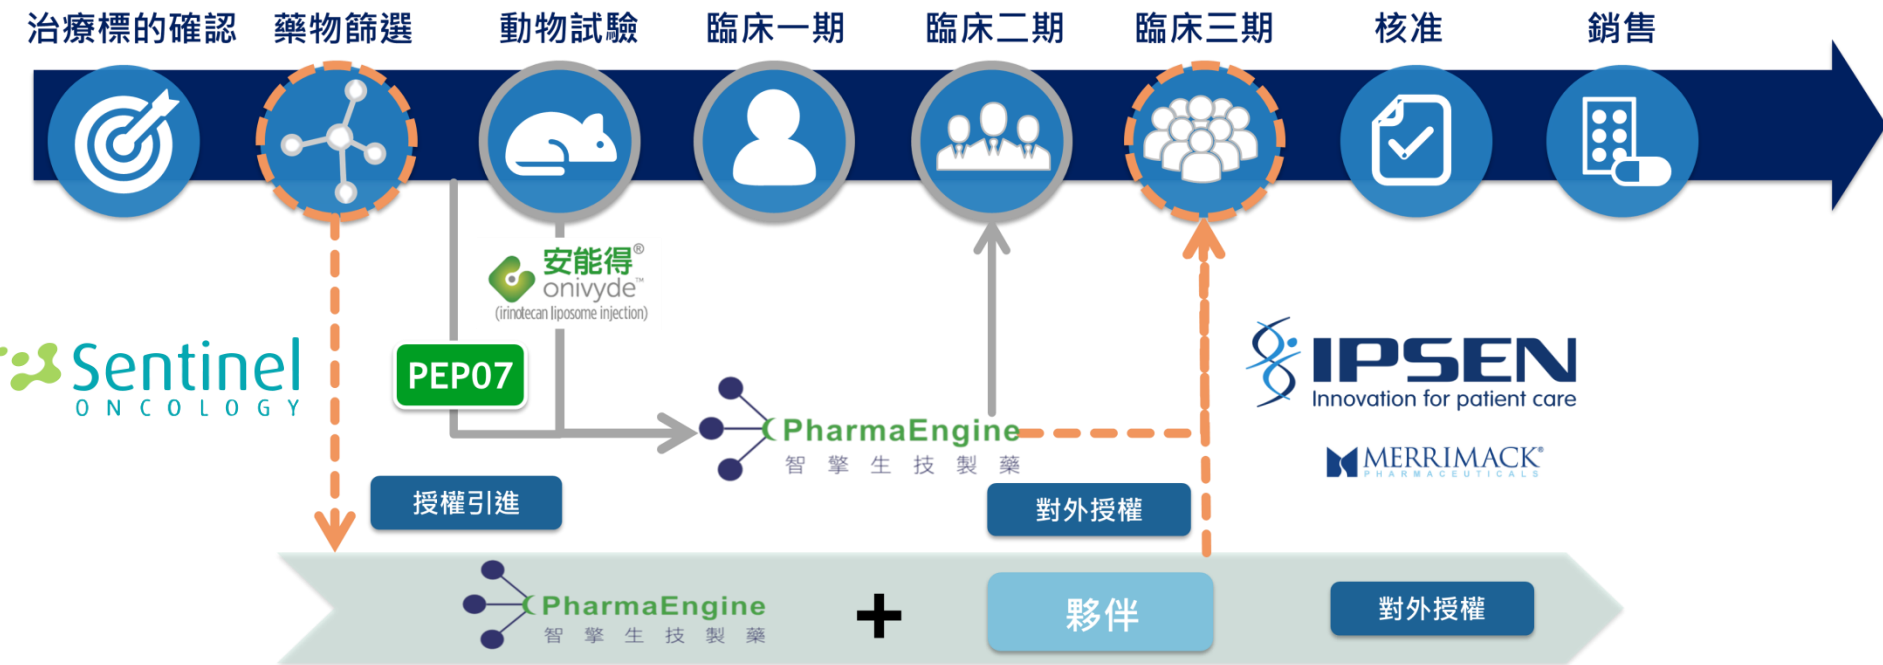 治療標的確認
藥物篩選
動物試驗
臨床一期
臨床二期
臨床三期
核准
銷售
安能得®
onivyde™
(irinotecan liposome injection)
Sentinel
ONCOLOGY
PEP07
PharmaEngine
智擎生技製藥
IPSEN
Innovation for patient care
MERRIMACK®
PHARMACEUTICALS
授權引進
對外授權
PharmaEngine
智擎生技製藥
+
夥伴
對外授權